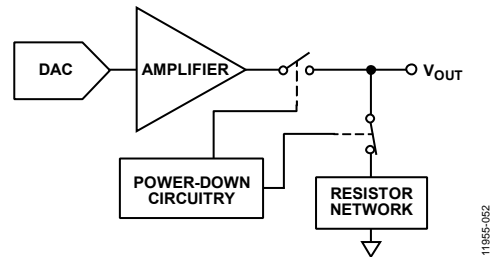 DAC
AMPLIFIER
VOUT
POWER-DOWN
CIRCUITRY
RESISTOR
NETWORK
11955-052